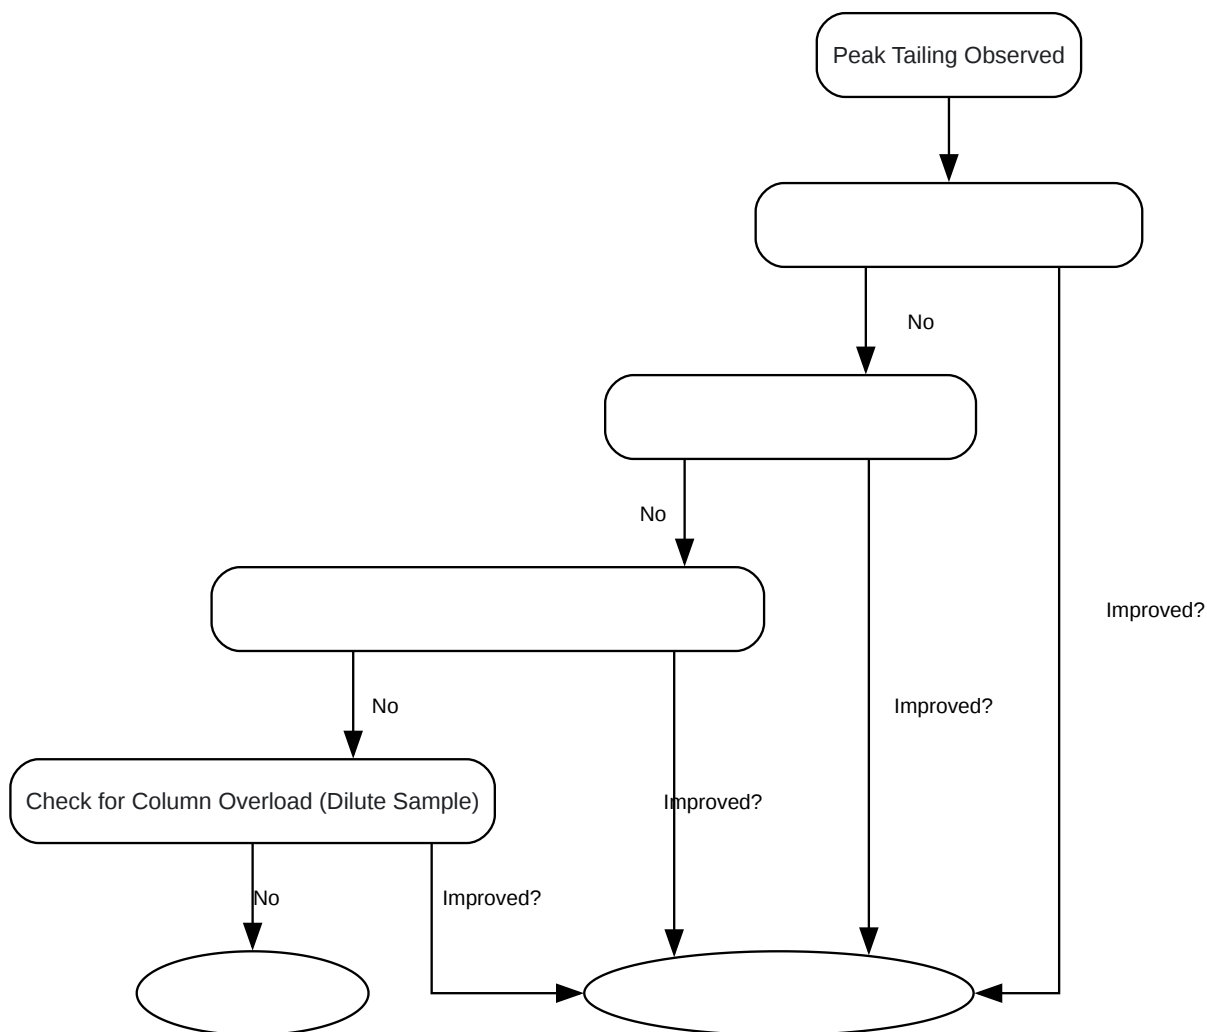 Peak Tailing Observed
No
No
Improved?
No
Improved?
Check for Column Overload (Dilute Sample)
Improved?
No
Improved?